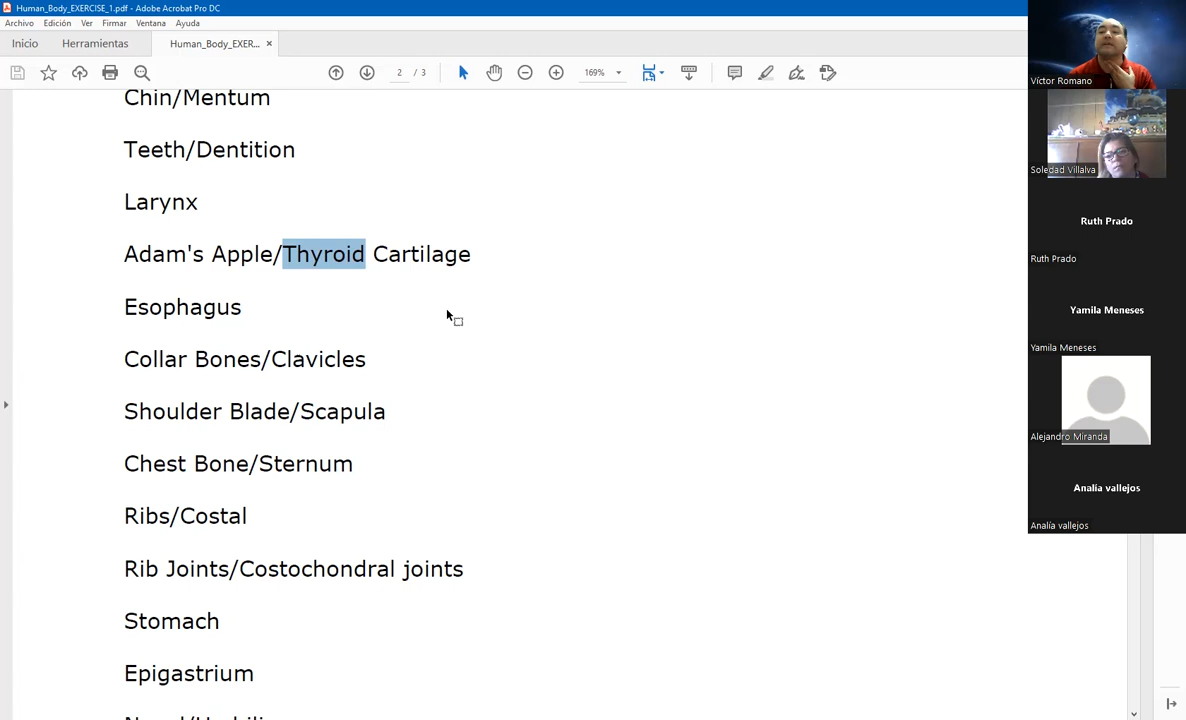 Human_Body_EXERCISE_1.pdf - Adobe Acrobat Pro DC
Archivo Edición Ver Firmar Ventana Ayuda
Inicio Herramientas Human_Body_EXER... ×
2 / 3 169%
Chin/Mentum
Teeth/Dentition
Larynx
Adam's Apple/Thyroid Cartilage
Esophagus
Collar Bones/Clavicles
Shoulder Blade/Scapula
Chest Bone/Sternum
Ribs/Costal
Rib Joints/Costochondral joints
Stomach
Epigastrium
Víctor Romano
Soledad Villalva
Ruth Prado
Ruth Prado
Yamila Meneses
Yamila Meneses
Alejandro Miranda
Analía vallejos
Analía vallejos